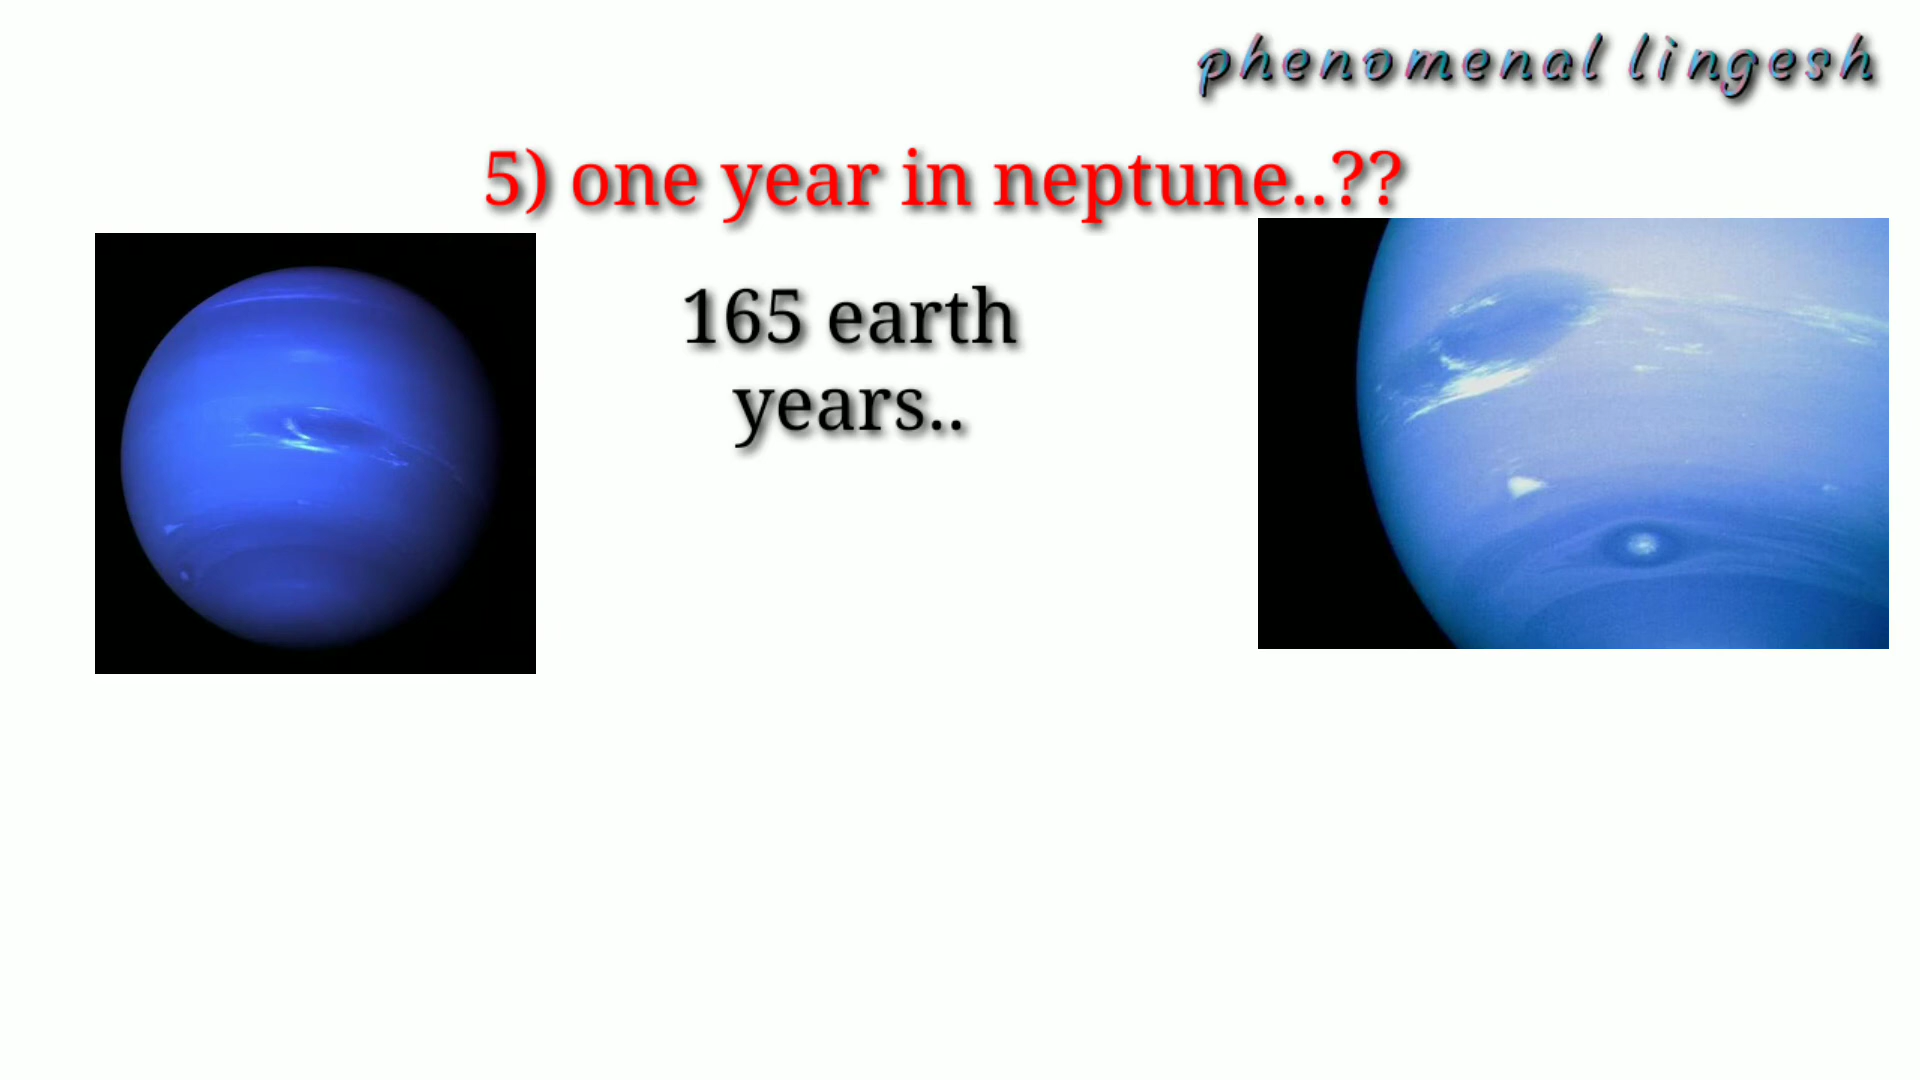 phenomenal lingesh
5) one year in neptune..??
165 earth
years..